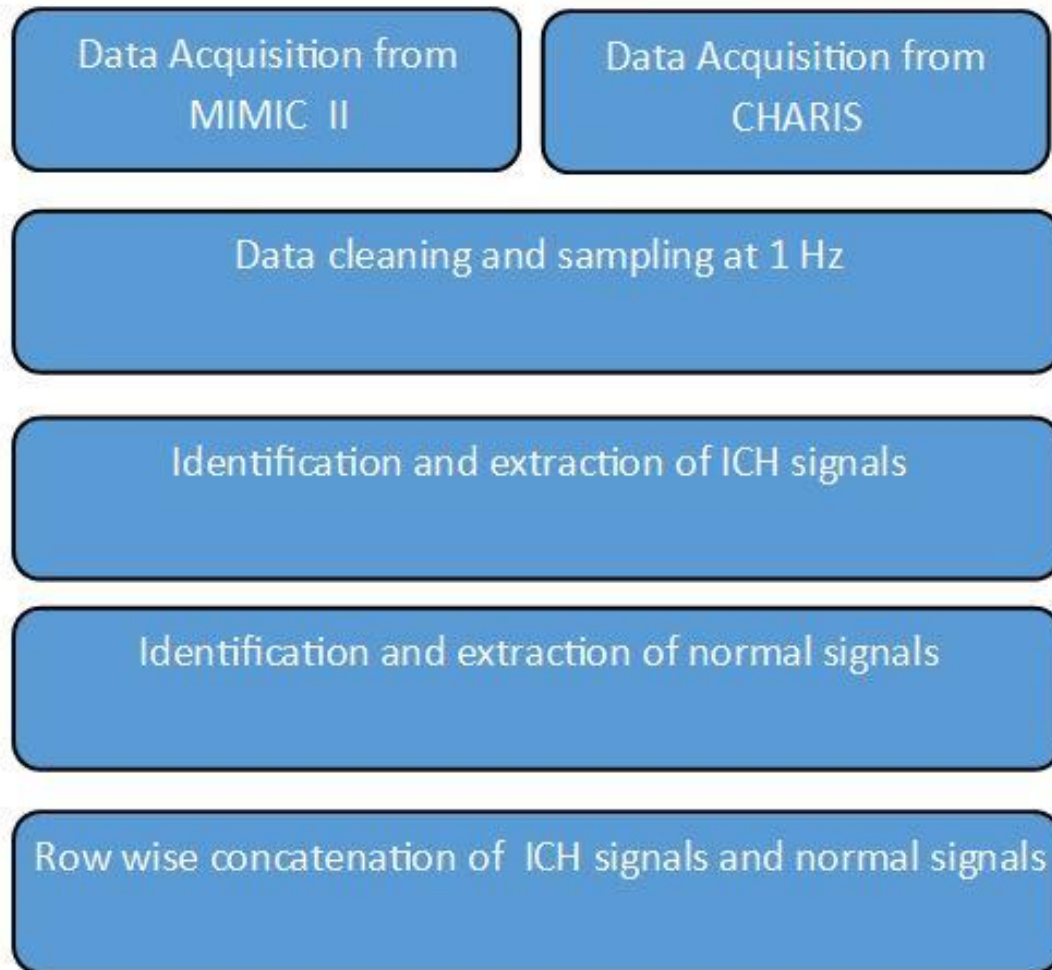 Data Acquisition from
MIMIC II
Data Acquisition from
CHARIS
Data cleaning and sampling at 1 Hz
Identification and extraction of ICH signals
Identification and extraction of normal signals
Row wise concatenation of ICH signals and normal signals